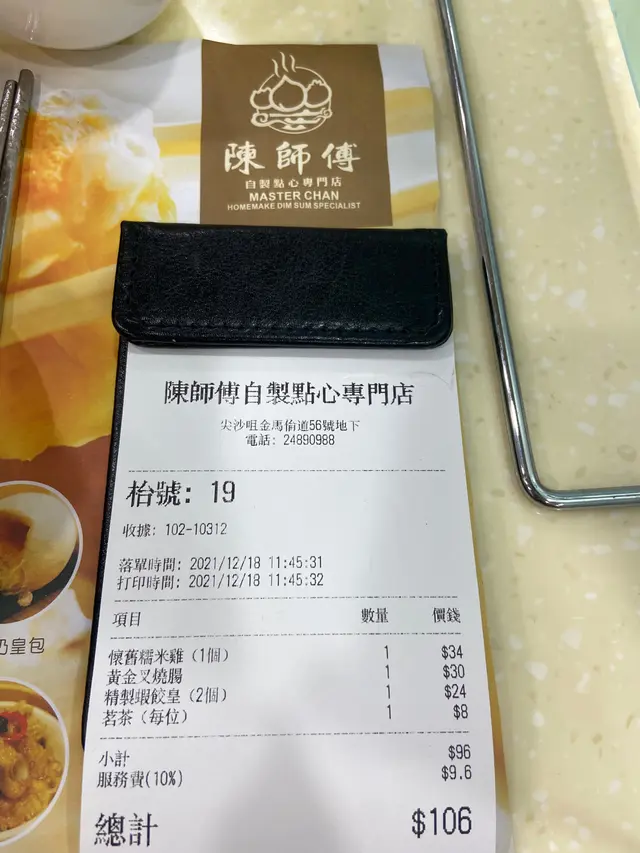 陳師傅
自製點心專門店
MASTER CHAN
HOMEMAKE DIM SUM SPECIALIST
陳師傅自製點心專門店
尖沙咀金馬倫道56號地下
電話: 24890988
枱號: 19
收據: 102-10312
落單時間: 2021/12/18 11:45:31
打印時間: 2021/12/18 11:45:32
項目 數量 價錢
懷舊糯米雞（1個） 1 $34
黃金叉燒腸 1 $30
精製蝦餃皇（2個） 1 $24
茗茶（每位） 1 $8
小計 $96
服務費(10%) $9.6
總計 $106
奶皇包